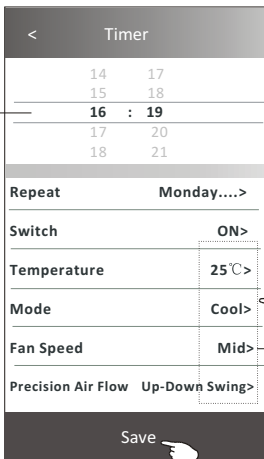 < Timer
14 17
15 18
16 : 19
17 20
18 21
Repeat Monday....>
Switch ON>
Temperature 25℃>
Mode Cool>
Fan Speed Mid>
Precision Air Flow Up-Down Swing>
Save